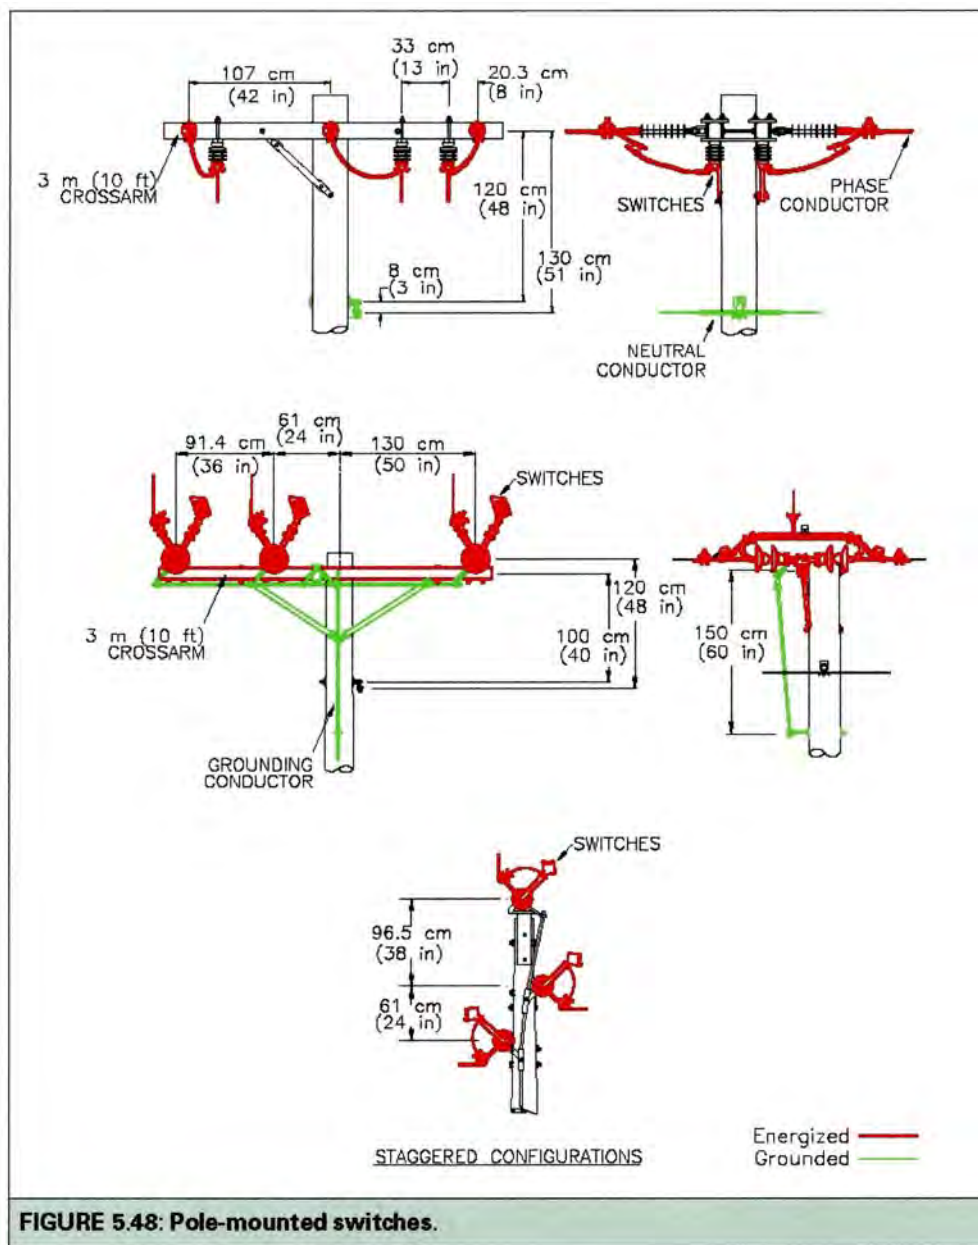 107 cm
(42 in)
33 cm
(13 in)
20.3 cm
(8 in)
3 m (10 ft)
CROSSARM
120 cm
(48 in)
8 cm
(3 in)
130 cm
(51 in)
SWITCHES
PHASE
CONDUCTOR
NEUTRAL
CONDUCTOR
91.4 cm
(36 in)
61 cm
(24 in)
130 cm
(50 in)
SWITCHES
3 m (10 ft)
CROSSARM
120 cm
(48 in)
100 cm
(40 in)
GROUNDING
CONDUCTOR
150 cm
(60 in)
SWITCHES
96.5 cm
(38 in)
61 cm
(24 in)
STAGGERED CONFIGURATIONS
Energized
Grounded
FIGURE 5.48: Pole-mounted switches.